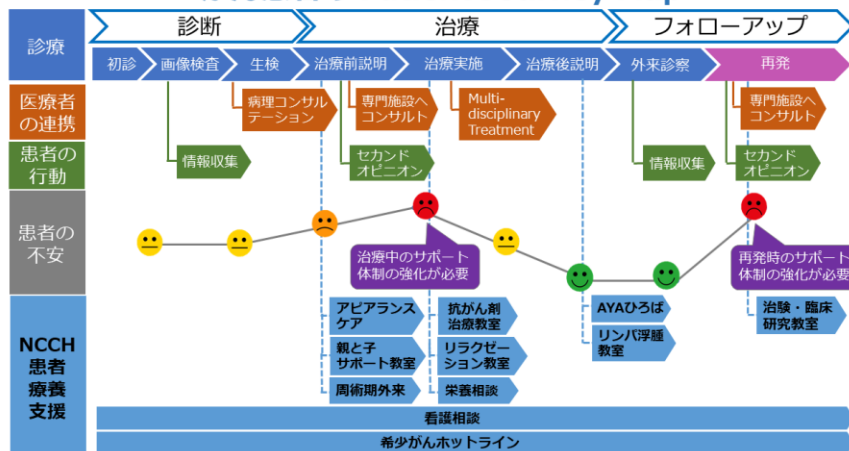 診断
治療
フォローアップ
診療
初診
画像検査
生検
治療前説明
治療実施
治療後説明
外来診察
再発
医療者
の連携
病理コンサル
テーション
専門施設へ
コンサルト
Multi-
disciplinary
Treatment
専門施設へ
コンサルト
患者の
行動
情報収集
セカンド
オピニオン
情報収集
セカンド
オピニオン
患者の
不安
治療中のサポート
体制の強化が必要
再発時のサポート
体制の強化が必要
NCCH
患者
療養
支援
アピアランス
ケア
抗がん剤
治療教室
AYAひろば
治験・臨床
研究教室
親と子
サポート教室
リラクゼー
ション教室
リンパ浮腫
教室
周術期外来
栄養相談
看護相談
希少がんホットライン